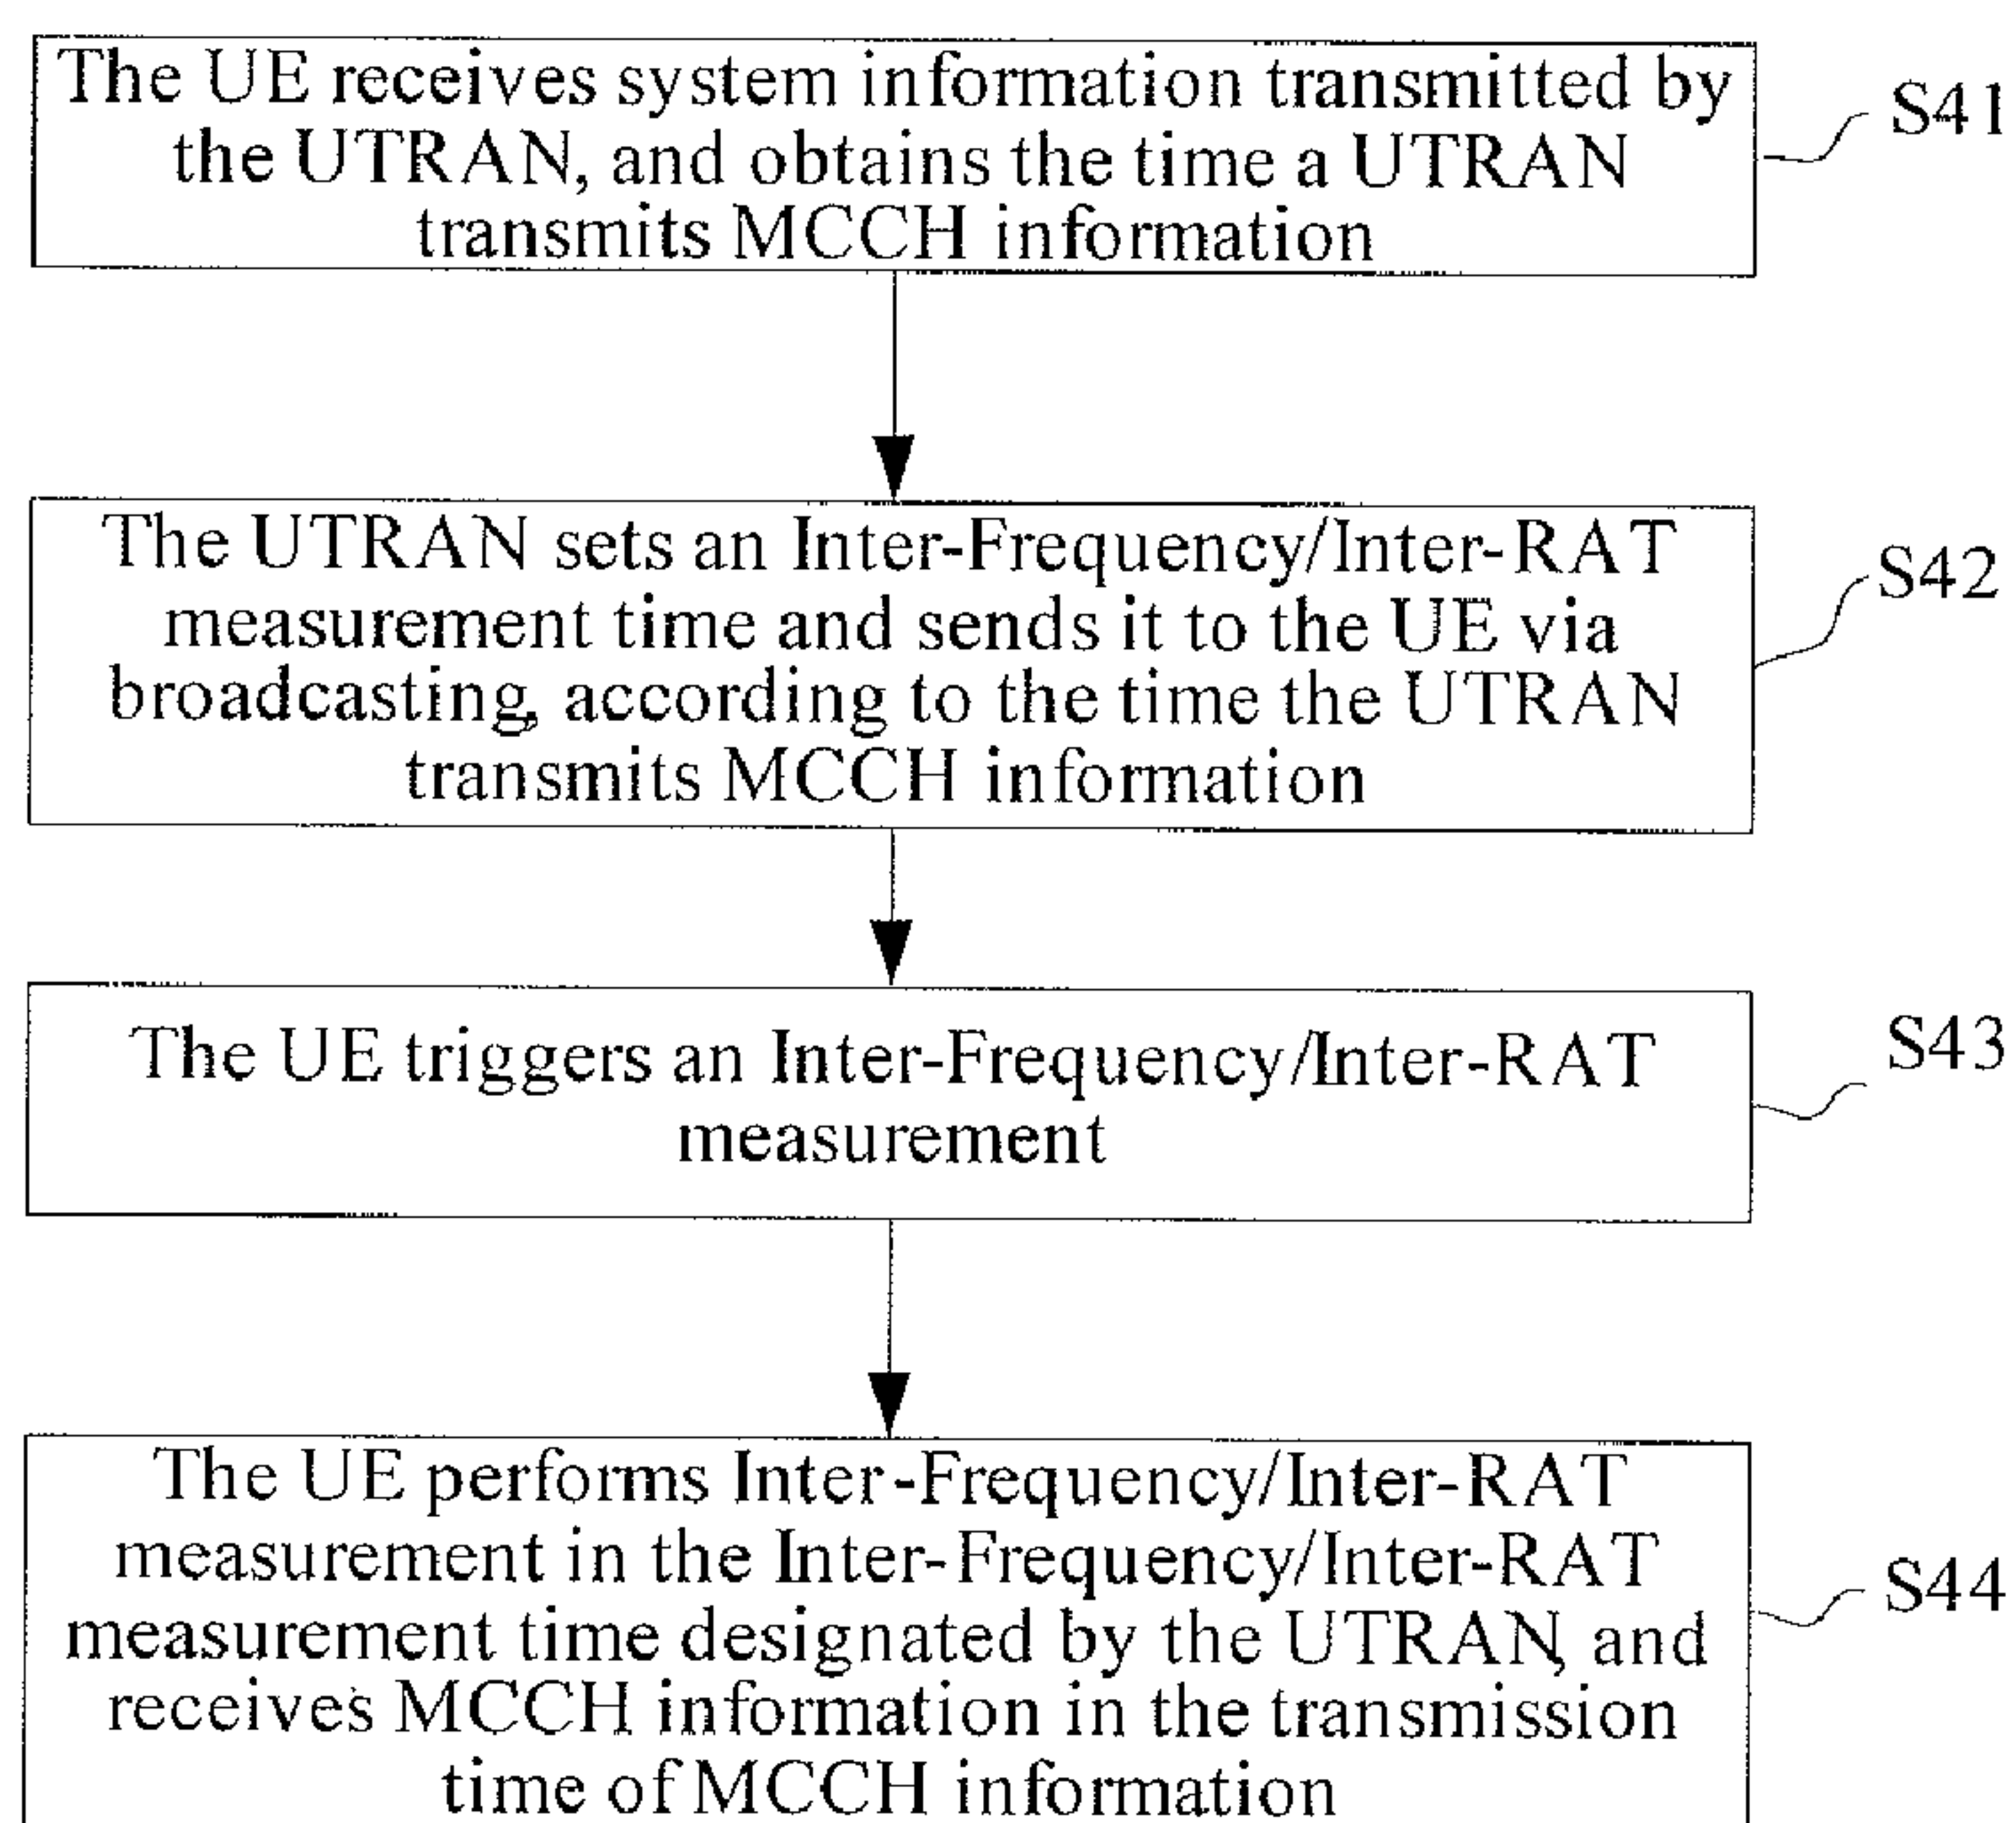 The UE receives system information transmitted by
the UTRAN, and obtains the time a UTRAN
transmits MCCH information
S41
The UTRAN sets an Inter-Frequency/Inter-RAT
measurement time and sends it to the UE via
broadcasting, according to the time the UTRAN
transmits MCCH information
S42
The UE triggers an Inter-Frequency/Inter-RAT
measurement
S43
The UE performs Inter-Frequency/Inter-RAT
measurement in the Inter-Frequency/Inter-RAT
measurement time designated by the UTRAN, and
receives MCCH information in the transmission
time of MCCH information
S44